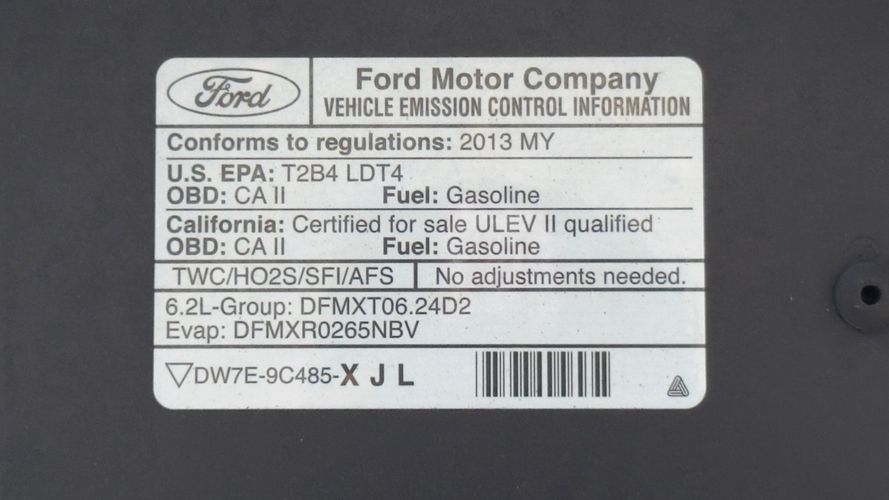 Ford
Ford Motor Company
VEHICLE EMISSION CONTROL INFORMATION
Conforms to regulations: 2013 MY
U.S. EPA: T2B4 LDT4
OBD: CA II Fuel: Gasoline
California: Certified for sale ULEV II qualified
OBD: CA II Fuel: Gasoline
TWC/HO2S/SFI/AFS No adjustments needed.
6.2L-Group: DFMXT06.24D2
Evap: DFMXR0265NBV
DW7E-9C485-X J L